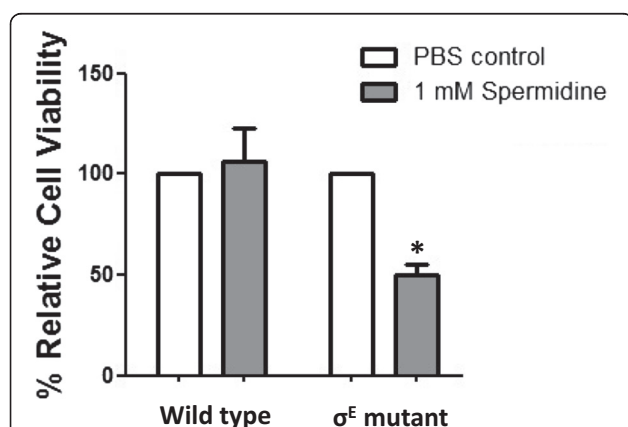 PBS control
1 mM Spermidine
% Relative Cell Viability
150
100
50
0
*
Wild type
σᴱ mutant